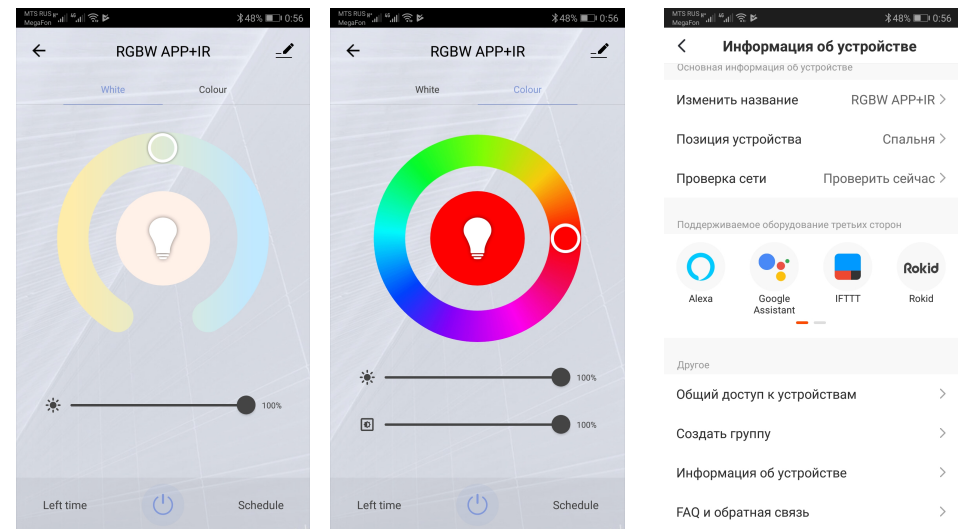 MTS RUS
MegaFon
48% 0:56
RGBW APP+IR
White Colour
100%
Left time Schedule
MTS RUS
MegaFon
48% 0:56
RGBW APP+IR
White Colour
100%
100%
Left time Schedule
MTS RUS
MegaFon
48% 0:56
Информация об устройстве
Основная информация об устройстве
Изменить название RGBW APP+IR
Позиция устройства Спальня
Проверка сети Проверить сейчас
Поддерживаемое оборудование третьих сторон
Rokid
Alexa Google Assistant IFTTT Rokid
Другое
Общий доступ к устройствам
Создать группу
Информация об устройстве
FAQ и обратная связь